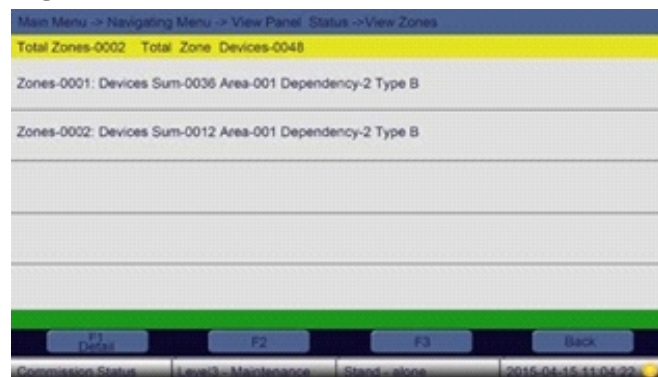 Main Menu -> Navigating Menu -> View Panel Status ->View Zones
Total Zones-0002 Total Zone Devices-0048
Zones-0001: Devices Sum-0036 Area-001 Dependency-2 Type B
Zones-0002: Devices Sum-0012 Area-001 Dependency-2 Type B
F1 F2 F3 Back
Detail
Commission Status Level3 - Maintenance Stand - alone 2015-04-15 11:04:22